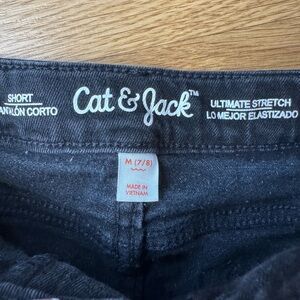 SHORT
PANTALÓN CORTO
Cat & Jack™
ULTIMATE STRETCH
LO MEJOR ELASTIZADO
M (7/8)
MADE IN
VIETNAM